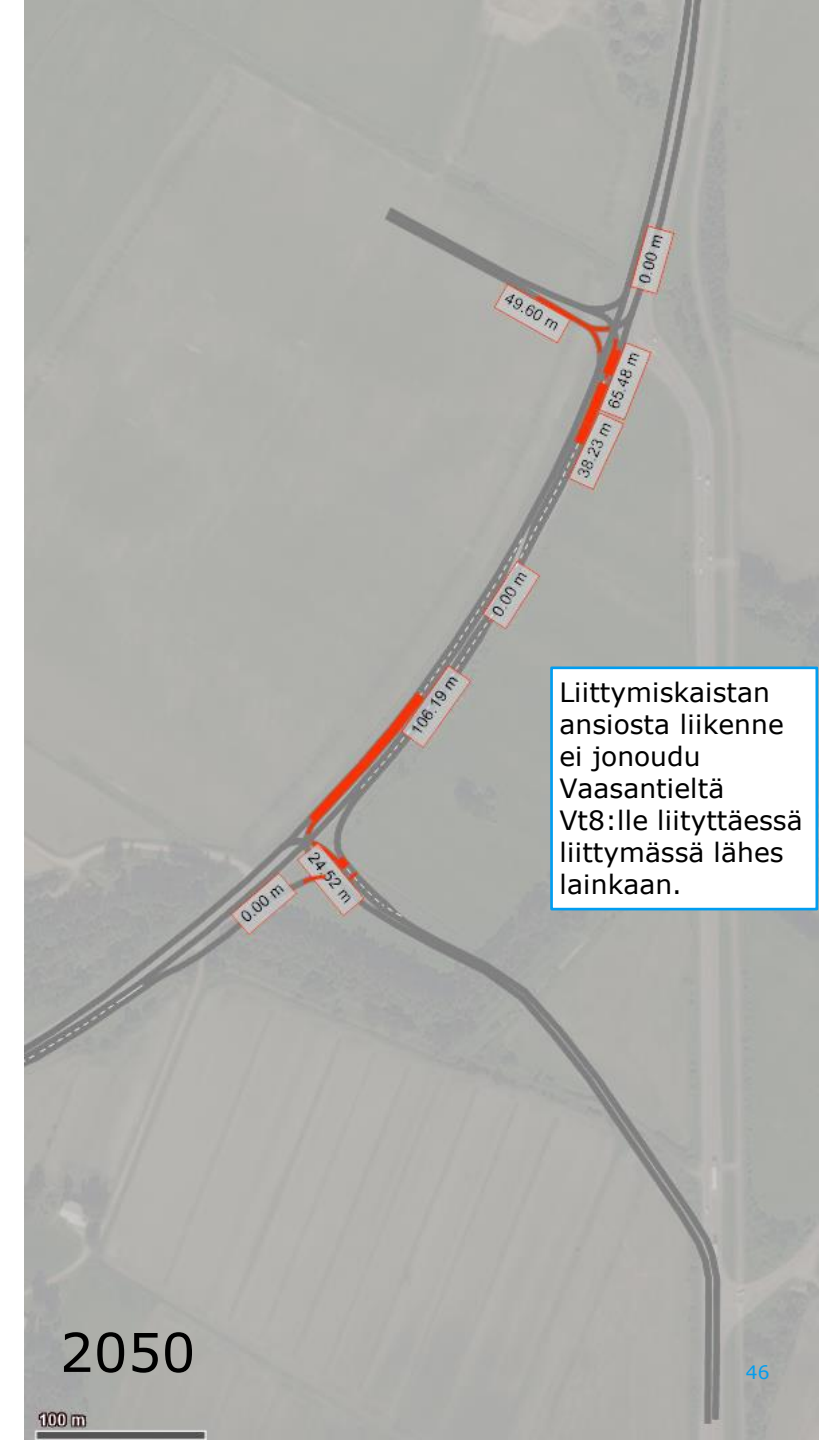 0.00 m
49.60 m
65.48 m
38.23 m
0.00 m
106.19 m
Liittymiskaistan
ansiosta liikenne
ei jonoudu
Vaasantieltä
Vt8:lle liityttäessä
liittymässä lähes
lainkaan.
24.52 m
0.00 m
2050
46
100 m